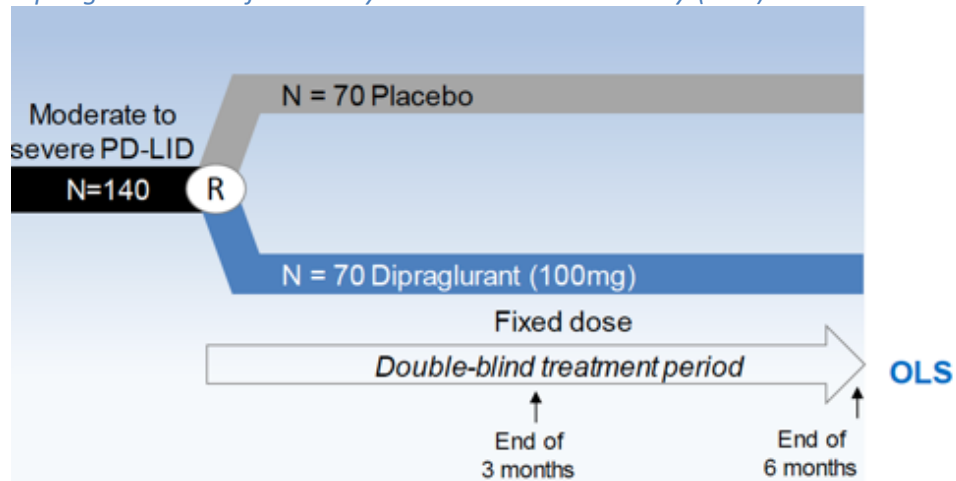 N = 70 Placebo
Moderate to
severe PD-LID
N=140
R
N = 70 Dipraglurant (100mg)
Fixed dose
Double-blind treatment period
OLS
End of
3 months
End of
6 months